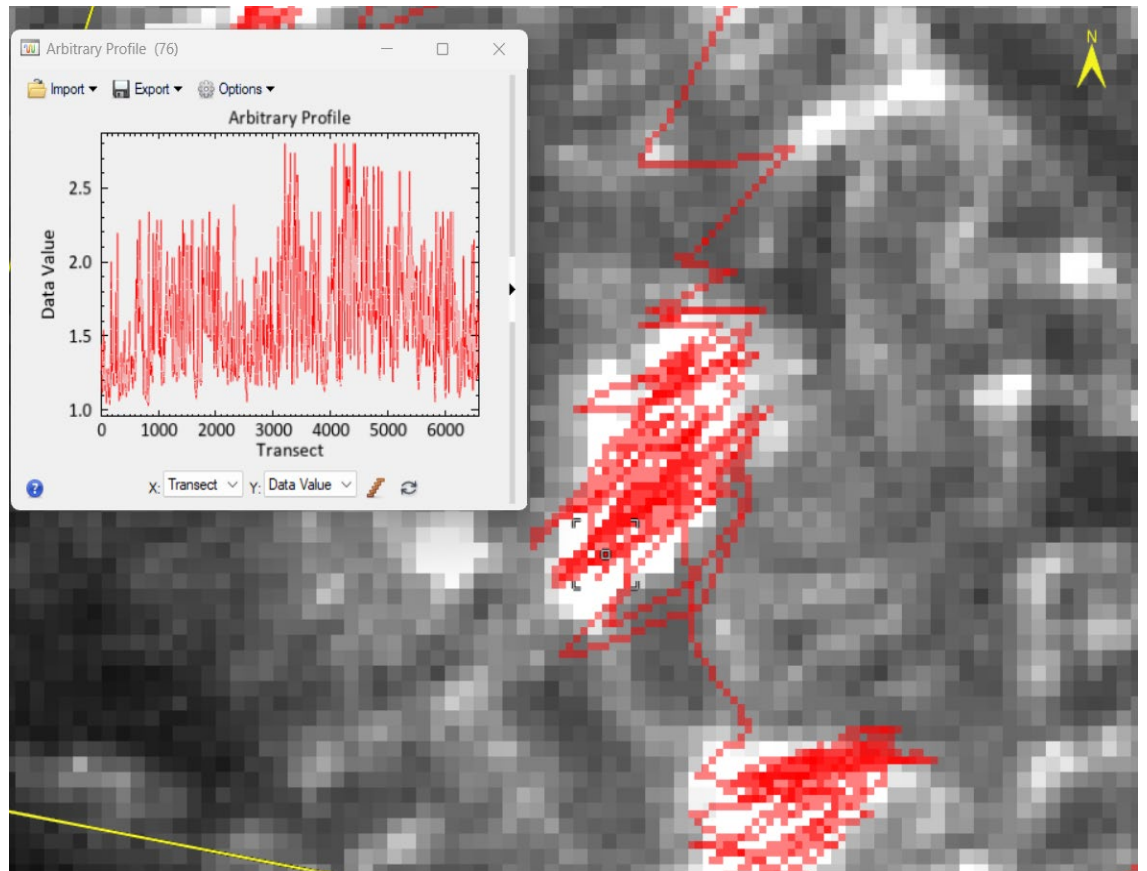 Arbitrary Profile (76)
Import Export Options
Arbitrary Profile
2.5
2.0
1.5
1.0
Data Value
0 1000 2000 3000 4000 5000 6000
Transect
? X: Transect Y: Data Value
N